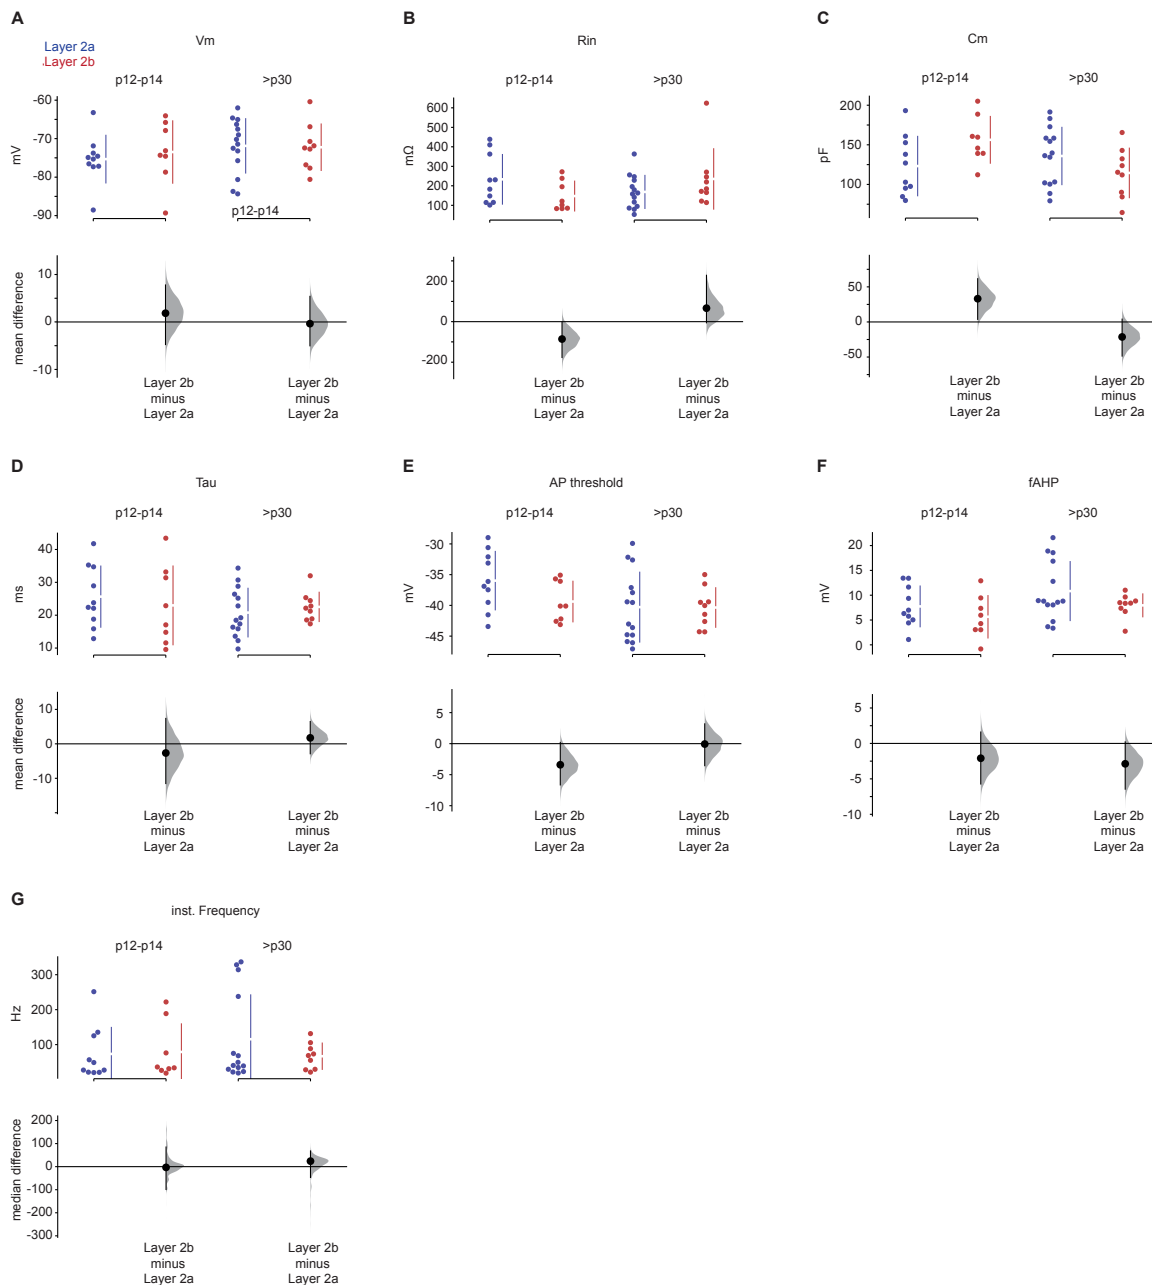 A
B
C
Vm
Rin
Cm
Layer 2a
Layer 2b
p12-p14
>p30
p12-p14
>p30
p12-p14
>p30
-60
-70
-80
-90
mV
p12-p14
600
500
400
300
200
100
mΩ
200
150
100
pF
10
0
-10
mean difference
200
0
-200
50
0
-50
Layer 2b
minus
Layer 2a
Layer 2b
minus
Layer 2a
Layer 2b
minus
Layer 2a
Layer 2b
minus
Layer 2a
Layer 2b
minus
Layer 2a
Layer 2b
minus
Layer 2a
D
E
F
Tau
AP threshold
fAHP
p12-p14
>p30
p12-p14
>p30
p12-p14
>p30
40
30
20
10
ms
-30
-35
-40
-45
mV
20
15
10
5
0
mV
10
0
-10
mean difference
5
0
-5
-10
5
0
-5
-10
Layer 2b
minus
Layer 2a
Layer 2b
minus
Layer 2a
Layer 2b
minus
Layer 2a
Layer 2b
minus
Layer 2a
Layer 2b
minus
Layer 2a
Layer 2b
minus
Layer 2a
G
inst. Frequency
p12-p14
>p30
300
200
100
Hz
200
100
0
-100
-200
-300
median difference
Layer 2b
minus
Layer 2a
Layer 2b
minus
Layer 2a